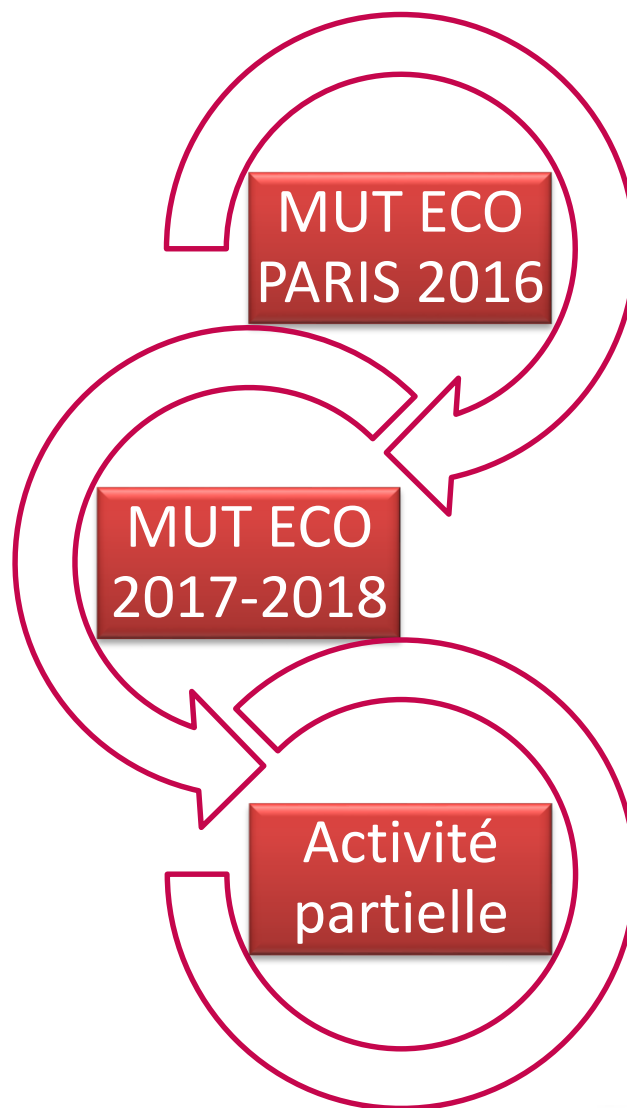 MUT ECO
PARIS 2016
MUT ECO
2017-2018
Activité
partielle